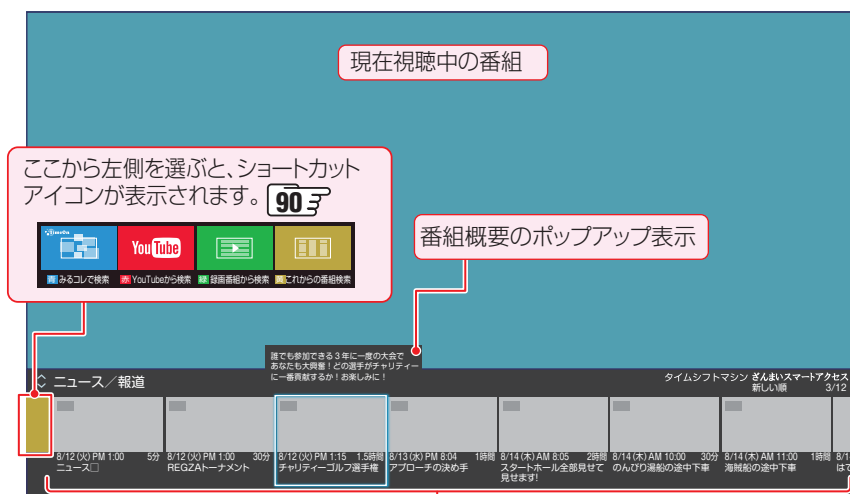 現在視聴中の番組
ここから左側を選ぶと、ショートカット
アイコンが表示されます。 90
YouTube
青 みるコレで検索 赤 YouTubeから検索 緑 録画番組から検索 黄 これからの番組検索
番組概要のポップアップ表示
誰でも参加できる3年に一度の大会で
あなたも大興奮!どの選手がチャリティー
に一番貢献するか!お楽しみに!
ニュース/報道
タイムシフトマシン ざんまいスマートアクセス
新しい順 3/12
8/12(火) PM 1:00 5分
ニュース□
8/12(火) PM 1:00 30分
REGZAトーナメント
8/12(火) PM 1:15 1.5時間
チャリティーゴルフ選手権
8/13(水) PM 8:04 1時間
アプローチの決め手
8/14(木) AM 8:05 2時間
スタートホール全部見せて
見せます!
8/14(木) AM 10:00 30分
のんびり湯船の途中下車
8/14(木) AM 11:00 1時間
海賊船の途中下車